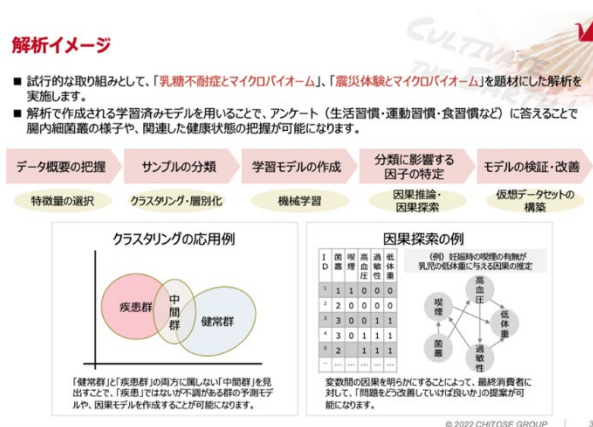 解析イメージ
■ 試行的な取り組みとして、「乳糖不耐症とマイクロバイオーム」、「震災体験とマイクロバイオーム」を題材にした解析を
実施します。
■ 解析で作成される学習済みモデルを用いることで、アンケート（生活習慣・運動習慣・食習慣など）に答えることで
腸内細菌叢の様子や、関連した健康状態の把握が可能になります。
データ概要の把握
サンプルの分類
学習モデルの作成
分類に影響する
因子の特定
モデルの検証・改善
特徴量の選択
クラスタリング・層別化
機械学習
因果推論・
因果探索
仮想データセットの
構築
クラスタリングの応用例
疾患群
中間群
健常群
「健常群」と「疾患群」の両方に属しない「中間群」を見
出すことで、「疾患」ではないが不調がある群の予測モデ
ルや、因果モデルを作成することが可能になります。
因果探索の例
ID 菌叢 喫煙 高血圧 過敏性 低体重
1 1 1 0 0 0
2 2 0 0 0 0
3 3 0 0 1 1
4 3 0 1 1 1
5 2 1 1 1
... ... ... ... ... ...
（例）妊娠時の喫煙の有無が
乳児の低体重に与える因果の推定
高血圧
喫煙
低体重
菌叢
過敏性
変数間の因果を明らかにすることによって、最終消費者に
対して、「問題をどう改善していけば良いか」の提案が可
能になります。
© 2022 CHITOSE GROUP
3